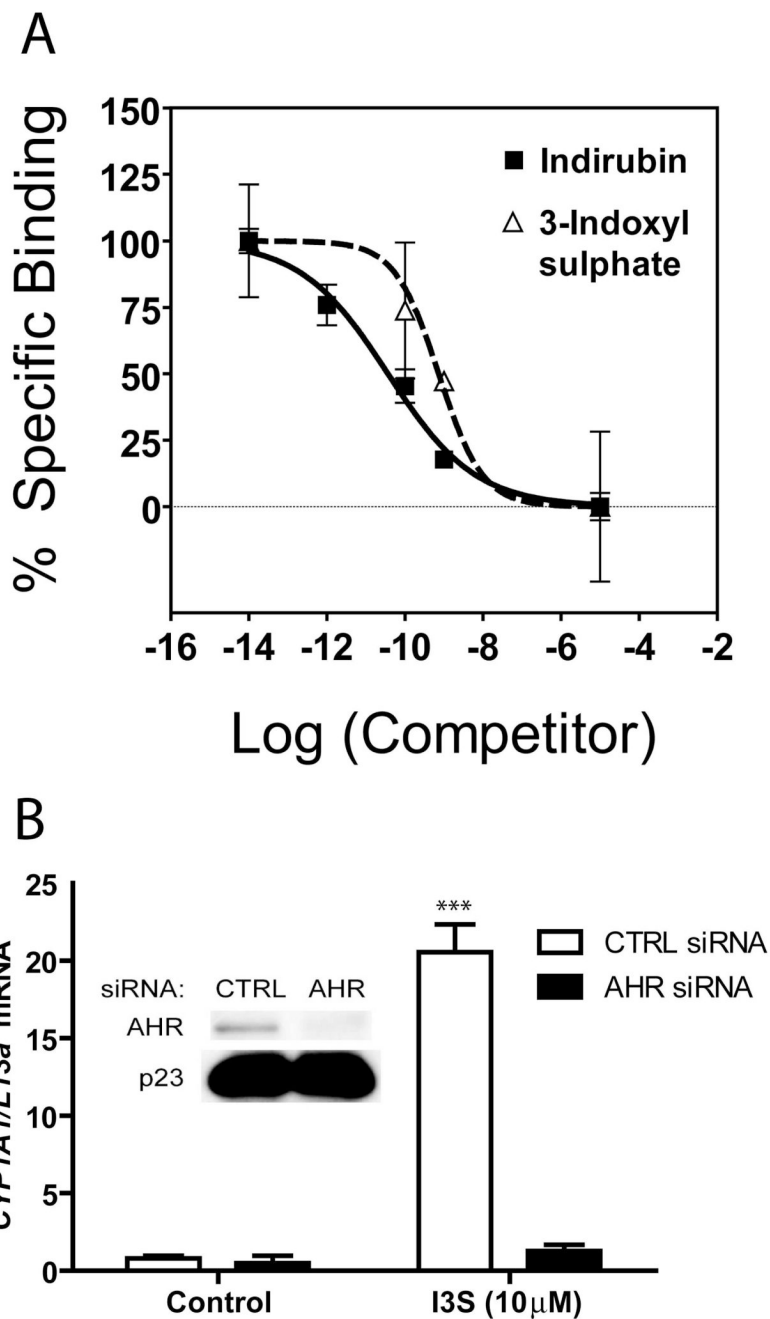 A
% Specific Binding
150
125
100
75
50
25
0
Indirubin
3-Indoxyl
sulphate
-16 -14 -12 -10 -8 -6 -4 -2
Log (Competitor)
B
mRNA
25
20
15
10
5
0
***
CTRL siRNA
AHR siRNA
siRNA: CTRL AHR
AHR
p23
Control I3S (10μM)